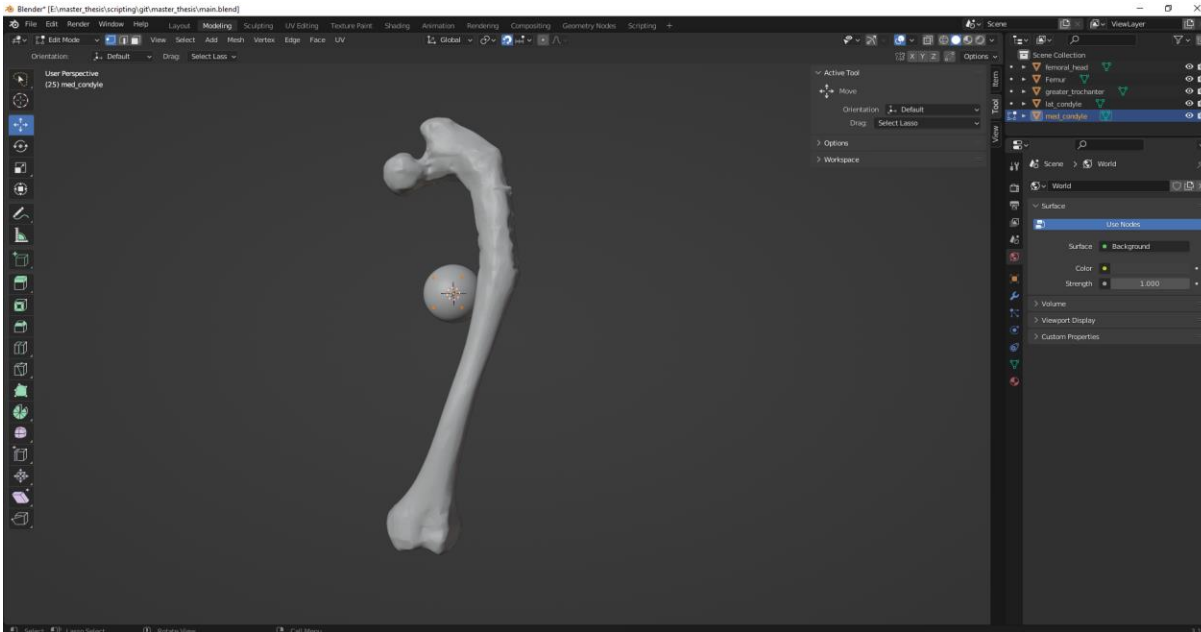 Blender* [E:\master_thesis\scripting\git\master_thesis\main.blend]
File Edit Render Window Help Layout Modeling Sculpting UV Editing Texture Paint Shading Animation Rendering Compositing Geometry Nodes Scripting + Scene ViewLayer
Edit Mode View Select Add Mesh Vertex Edge Face UV Global
Orientation: Default Drag: Select Lass X Y Z Options
User Perspective
(25) med_condyle
Active Tool
Move
Orientation Default
Drag: Select Lasso
Options
Workspace
Item
Tool
View
Scene Collection
femoral_head
Femur
greater_trochanter
lat_condyle
med_condyle
Scene > World
World
Surface
Use Nodes
Surface Background
Color
Strength 1.000
Volume
Viewport Display
Custom Properties
Select Lasso Select Rotate View Call Menu